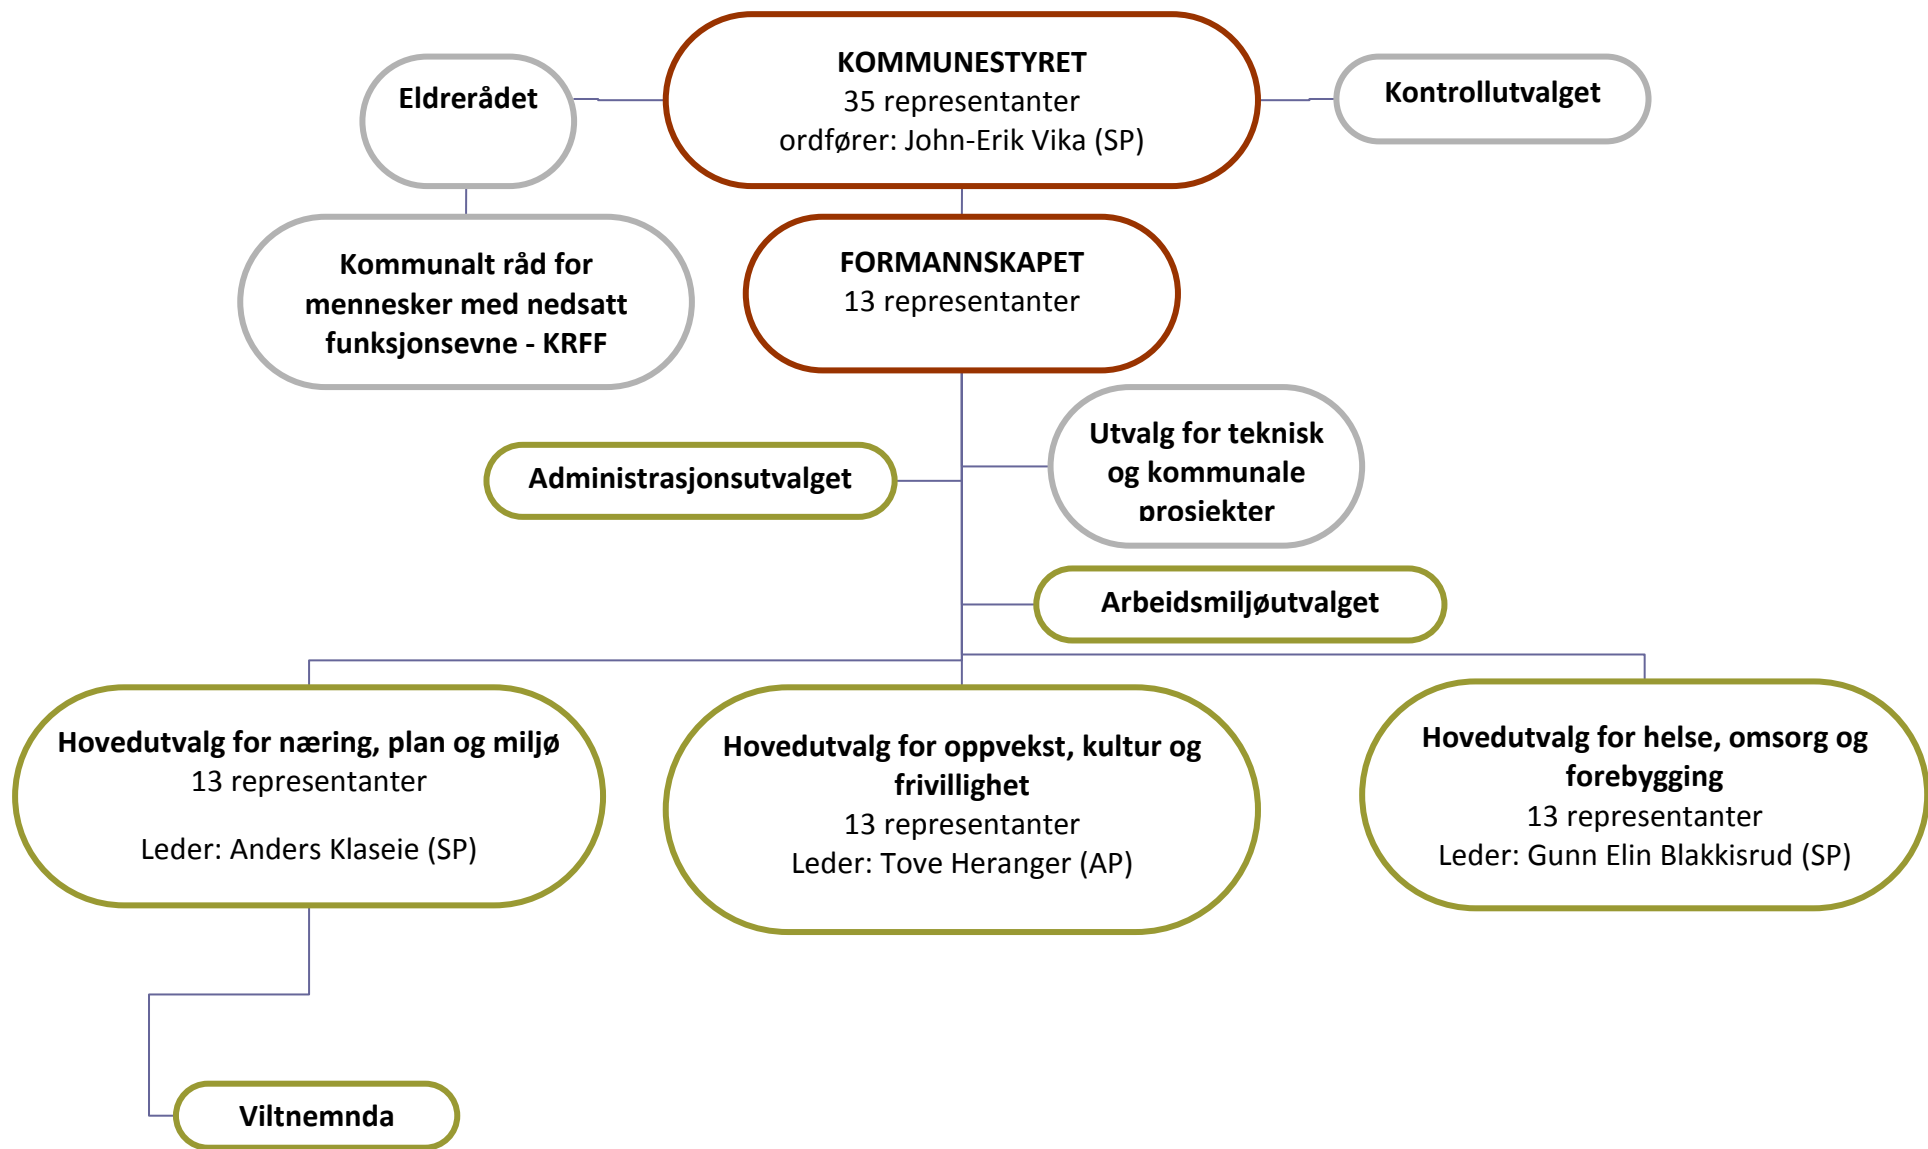 KOMMUNESTYRET
35 representanter
ordfører: John-Erik Vika (SP)
Eldrerådet
Kontrollutvalget
Kommunalt råd for
mennesker med nedsatt
funksjonsevne - KRFF
FORMANNSKAPET
13 representanter
Utvalg for teknisk
og kommunale
prosjekter
Administrasjonsutvalget
Arbeidsmiljøutvalget
Hovedutvalg for næring, plan og miljø
13 representanter
Leder: Anders Klaseie (SP)
Hovedutvalg for oppvekst, kultur og
frivillighet
13 representanter
Leder: Tove Heranger (AP)
Hovedutvalg for helse, omsorg og
forebygging
13 representanter
Leder: Gunn Elin Blakkisrud (SP)
Viltnemnda